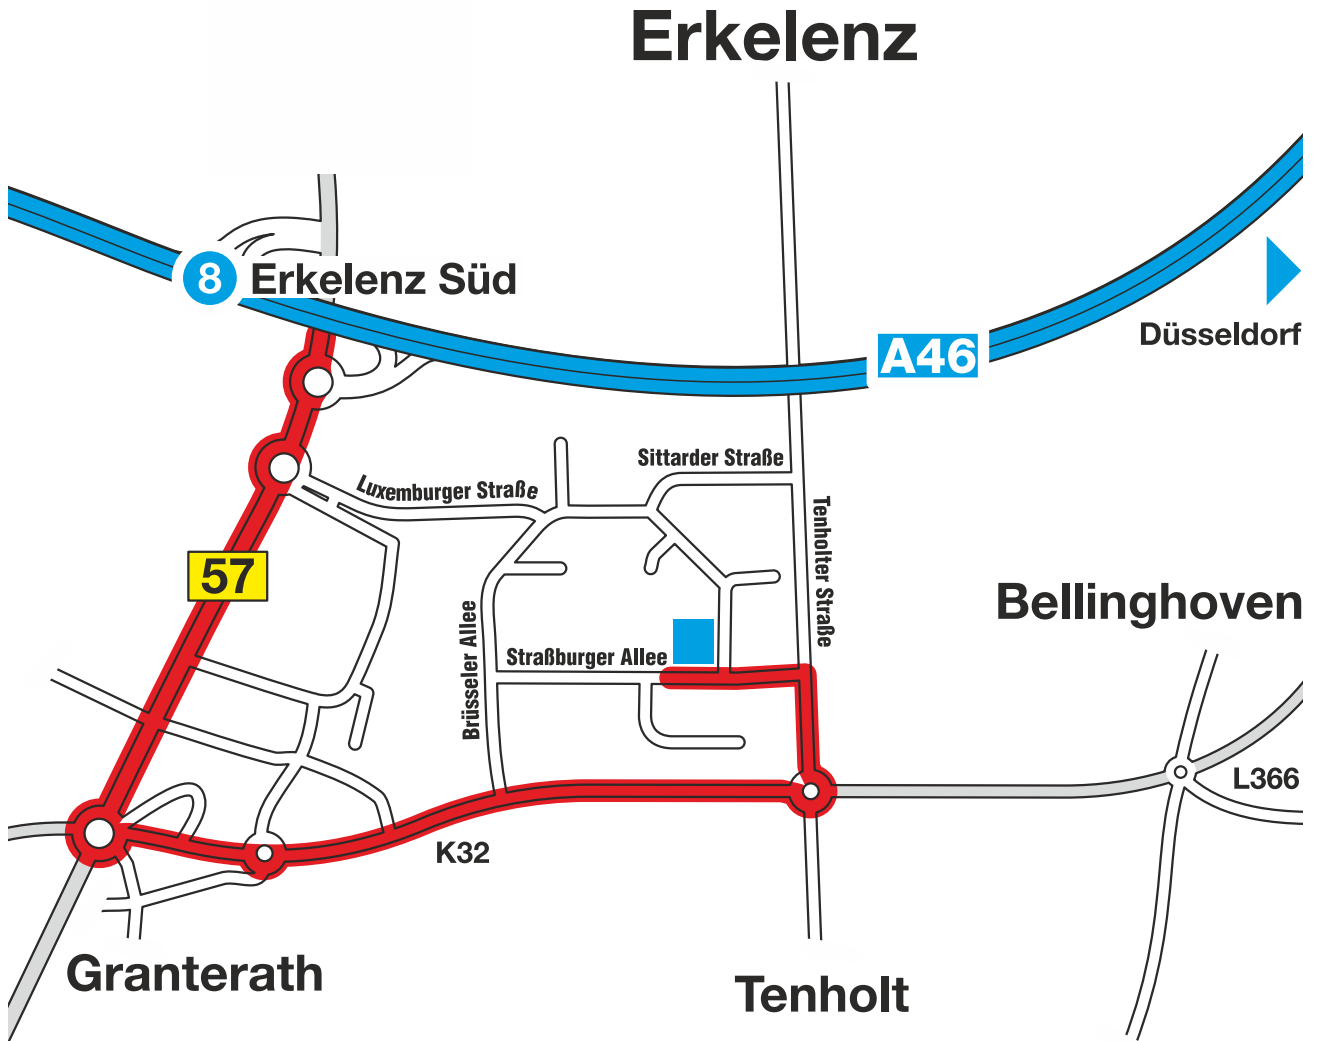 Erkelenz
8
Erkelenz Süd
Düsseldorf
A46
Sittarder Straße
Luxemburger Straße
Tenholter Straße
57
Bellinghoven
Brüsseler Allee
Straßburger Allee
L366
K32
Granterath
Tenholt